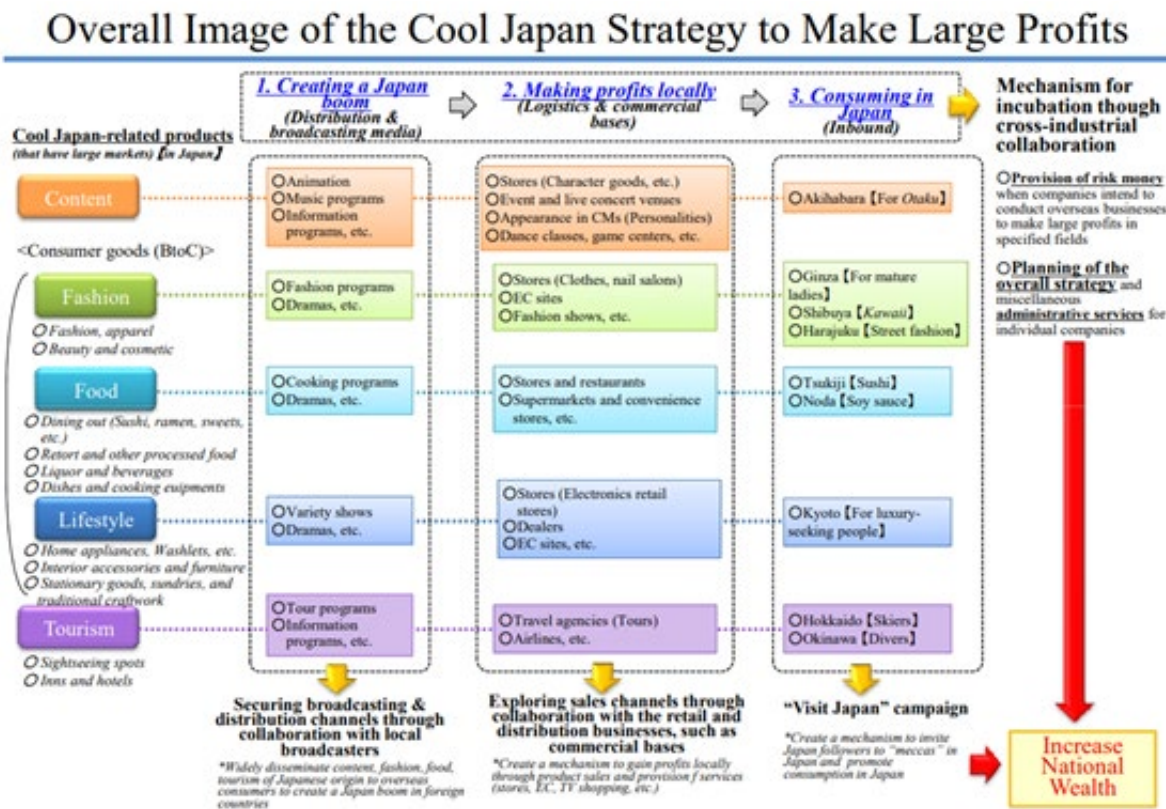 Overall Image of the Cool Japan Strategy to Make Large Profits
1. Creating a Japan
boom
(Distribution &
broadcasting media)
2. Making profits locally
(Logistics & commercial
bases)
3. Consuming in
Japan
(Inbound)
Mechanism for
incubation though
cross-industrial
collaboration
Cool Japan-related products
(that have large markets)【in Japan】
Content
○Animation
○Music programs
○Information
programs, etc.
○Stores (Character goods, etc.)
○Event and live concert venues
○Appearance in CMs (Personalities)
○Dance classes, game centers, etc.
○Akihabara【For Otaku】
○Provision of risk money
when companies intend to
conduct overseas businesses
to make large profits in
specified fields
○Planning of the
overall strategy and
miscellaneous
administrative services for
individual companies
<Consumer goods (BtoC)>
Fashion
○Fashion, apparel
○Beauty and cosmetic
○Fashion programs
○Dramas, etc.
○Stores (Clothes, nail salons)
○EC sites
○Fashion shows, etc.
○Ginza【For mature
ladies】
○Shibuya【Kawaii】
○Harajuku【Street fashion】
Food
○Dining out (Sushi, ramen, sweets,
etc.)
○Retort and other processed food
○Liquor and beverages
○Dishes and cooking euipments
○Cooking programs
○Dramas, etc.
○Stores and restaurants
○Supermarkets and convenience
stores, etc.
○Tsukiji【Sushi】
○Noda【Soy sauce】
Lifestyle
○Home appliances, Washlets, etc.
○Interior accessories and furniture
○Stationary goods, sundries, and
traditional craftwork
○Variety shows
○Dramas, etc.
○Stores (Electronics retail
stores)
○Dealers
○EC sites, etc.
○Kyoto【For luxury-
seeking people】
Tourism
○Sightseeing spots
○Inns and hotels
○Tour programs
○Information
programs, etc.
○Travel agencies (Tours)
○Airlines, etc.
○Hokkaido【Skiers】
○Okinawa【Divers】
Securing broadcasting &
distribution channels through
collaboration with local
broadcasters
*Widely disseminate content, fashion, food,
tourism of Japanese origin to overseas
consumers to create a Japan boom in foreign
countries
Exploring sales channels through
collaboration with the retail and
distribution businesses, such as
commercial bases
*Create a mechanism to gain profits locally
through product sales and provision f services
(stores, EC, TV shopping, etc.)
“Visit Japan” campaign
*Create a mechanism to invite
Japan followers to “meccas” in
Japan and promote
consumption in Japan
Increase
National
Wealth